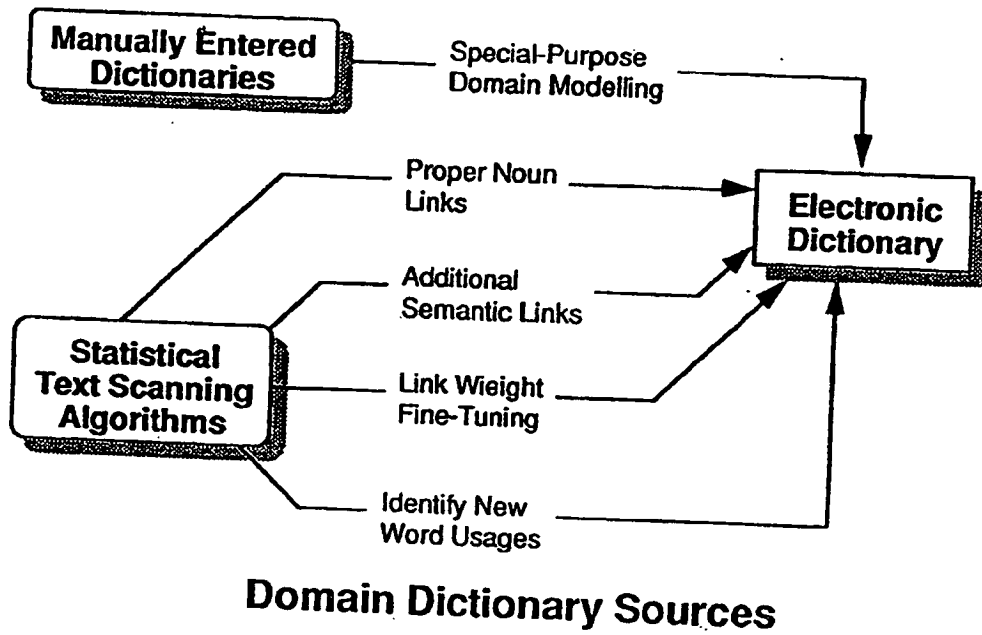 Manually Entered
Dictionaries
Special-Purpose
Domain Modelling
Proper Noun
Links
Electronic
Dictionary
Additional
Semantic Links
Statistical
Text Scanning
Algorithms
Link Wieight
Fine-Tuning
Identify New
Word Usages
Domain Dictionary Sources